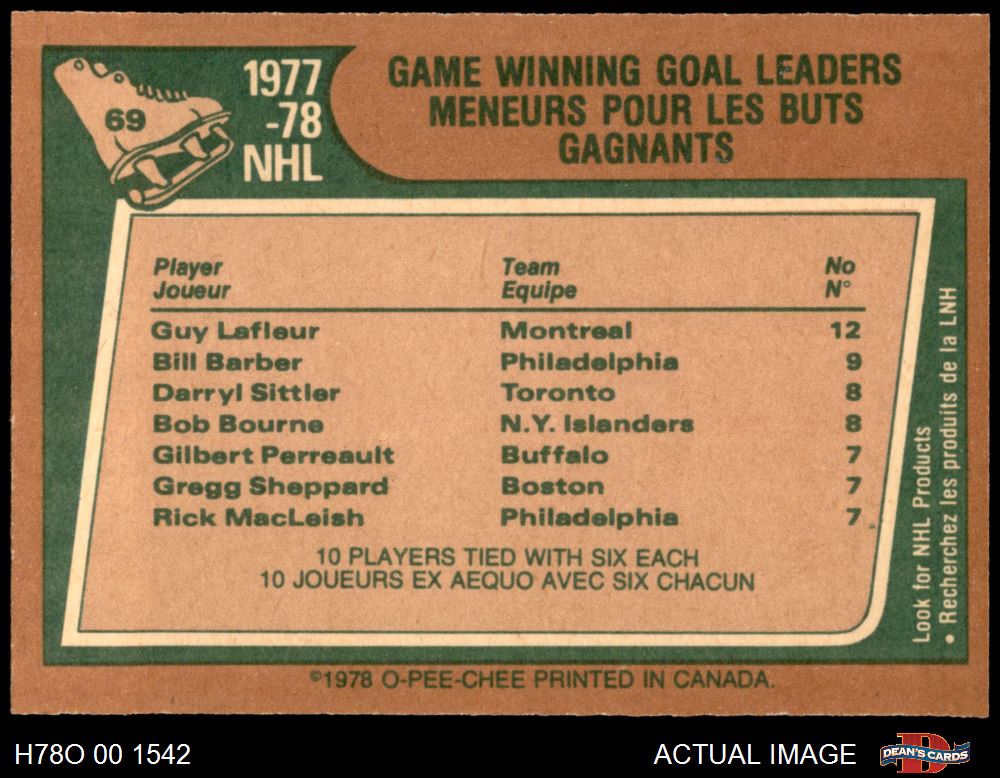 69
1977
-78
NHL
GAME WINNING GOAL LEADERS
MENEURS POUR LES BUTS
GAGNANTS
Player Team No
Joueur Equipe N°
Guy Lafleur Montreal 12
Bill Barber Philadelphia 9
Darryl Sittler Toronto 8
Bob Bourne N.Y. Islanders 8
Gilbert Perreault Buffalo 7
Gregg Sheppard Boston 7
Rick MacLeish Philadelphia 7
10 PLAYERS TIED WITH SIX EACH
10 JOUEURS EX AEQUO AVEC SIX CHACUN
Look for NHL Products
• Recherchez les produits de la LNH
©1978 O-PEE-CHEE PRINTED IN CANADA.
H78O 00 1542
ACTUAL IMAGE
D
DEAN'S CARDS